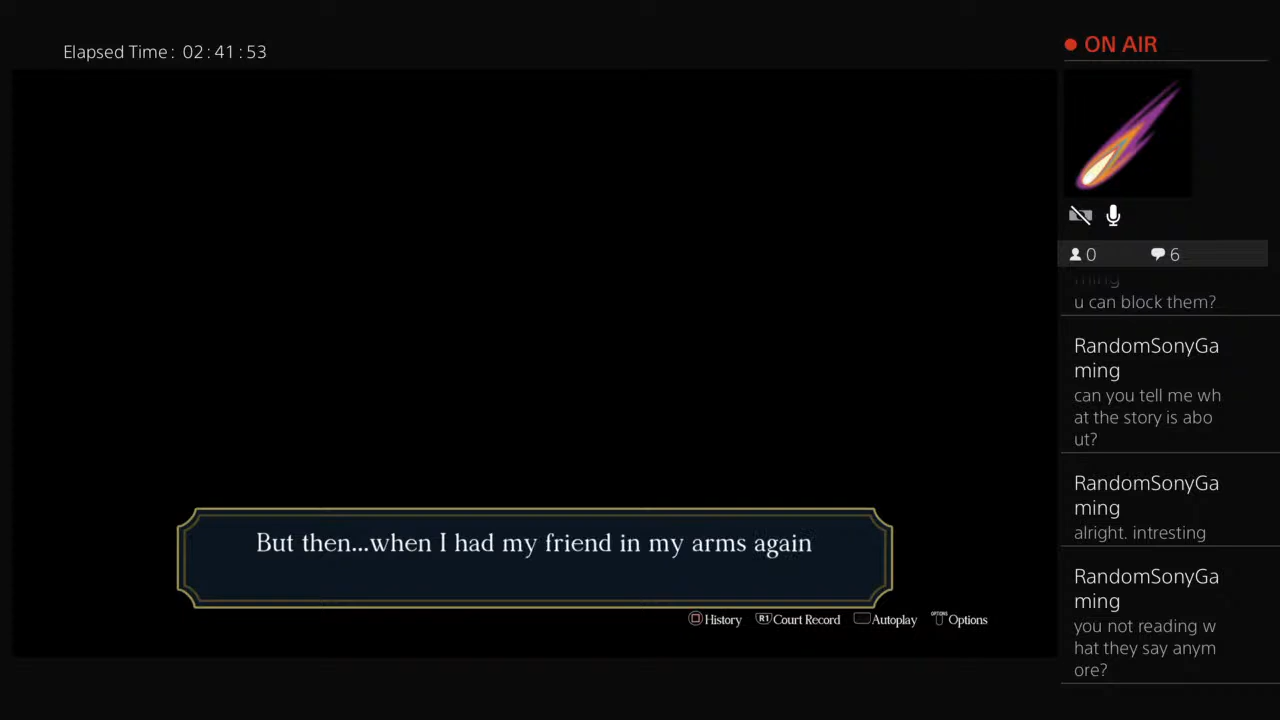 Elapsed Time: 02:41:53
ON AIR
0 6
u can block them?
RandomSonyGa
ming
can you tell me wh
at the story is abo
ut?
RandomSonyGa
ming
alright. intresting
RandomSonyGa
ming
you not reading w
hat they say anym
ore?
But then...when I had my friend in my arms again
History R1 Court Record Autoplay OPTIONS Options